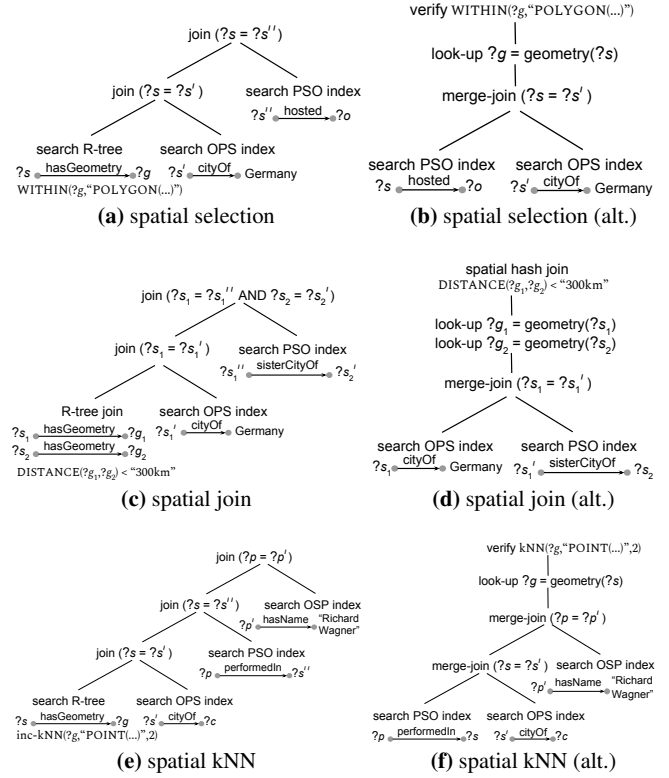 join (?s = ?s′′)
join (?s = ?s′)
search PSO index
?s′′ hosted ?o
search R-tree
?s hasGeometry ?g
WITHIN(?g,“POLYGON(...)”)
search OPS index
?s′ cityOf Germany
(a) spatial selection
verify WITHIN(?g,“POLYGON(...)”)
look-up ?g = geometry(?s)
merge-join (?s = ?s′)
search PSO index
?s hosted ?o
search OPS index
?s′ cityOf Germany
(b) spatial selection (alt.)
join (?s₁ = ?s₁′′ AND ?s₂ = ?s₂′)
join (?s₁ = ?s₁′)
search PSO index
?s₁′′ sisterCityOf ?s₂′
R-tree join
?s₁ hasGeometry ?g₁
?s₂ hasGeometry ?g₂
DISTANCE(?g₁,?g₂) < “300km”
search OPS index
?s₁′ cityOf Germany
(c) spatial join
spatial hash join
DISTANCE(?g₁,?g₂) < “300km”
look-up ?g₁ = geometry(?s₁)
look-up ?g₂ = geometry(?s₂)
merge-join (?s₁ = ?s₁′)
search OPS index
?s₁ cityOf Germany
search PSO index
?s₁′ sisterCityOf ?s₂
(d) spatial join (alt.)
join (?p = ?p′)
join (?s = ?s′′)
search OSP index
?p′ hasName “Richard
Wagner”
join (?s = ?s′)
search PSO index
?p performedIn ?s′′
search R-tree
?s hasGeometry ?g
inc-kNN(?g,“POINT(...)”,2)
search OPS index
?s′ cityOf ?c
(e) spatial kNN
verify kNN(?g,“POINT(...)”,2)
look-up ?g = geometry(?s)
merge-join (?p = ?p′)
merge-join (?s = ?s′)
search OSP index
?p′ hasName “Richard
Wagner”
search PSO index
?p performedIn ?s
search OPS index
?s′ cityOf ?c
(f) spatial kNN (alt.)